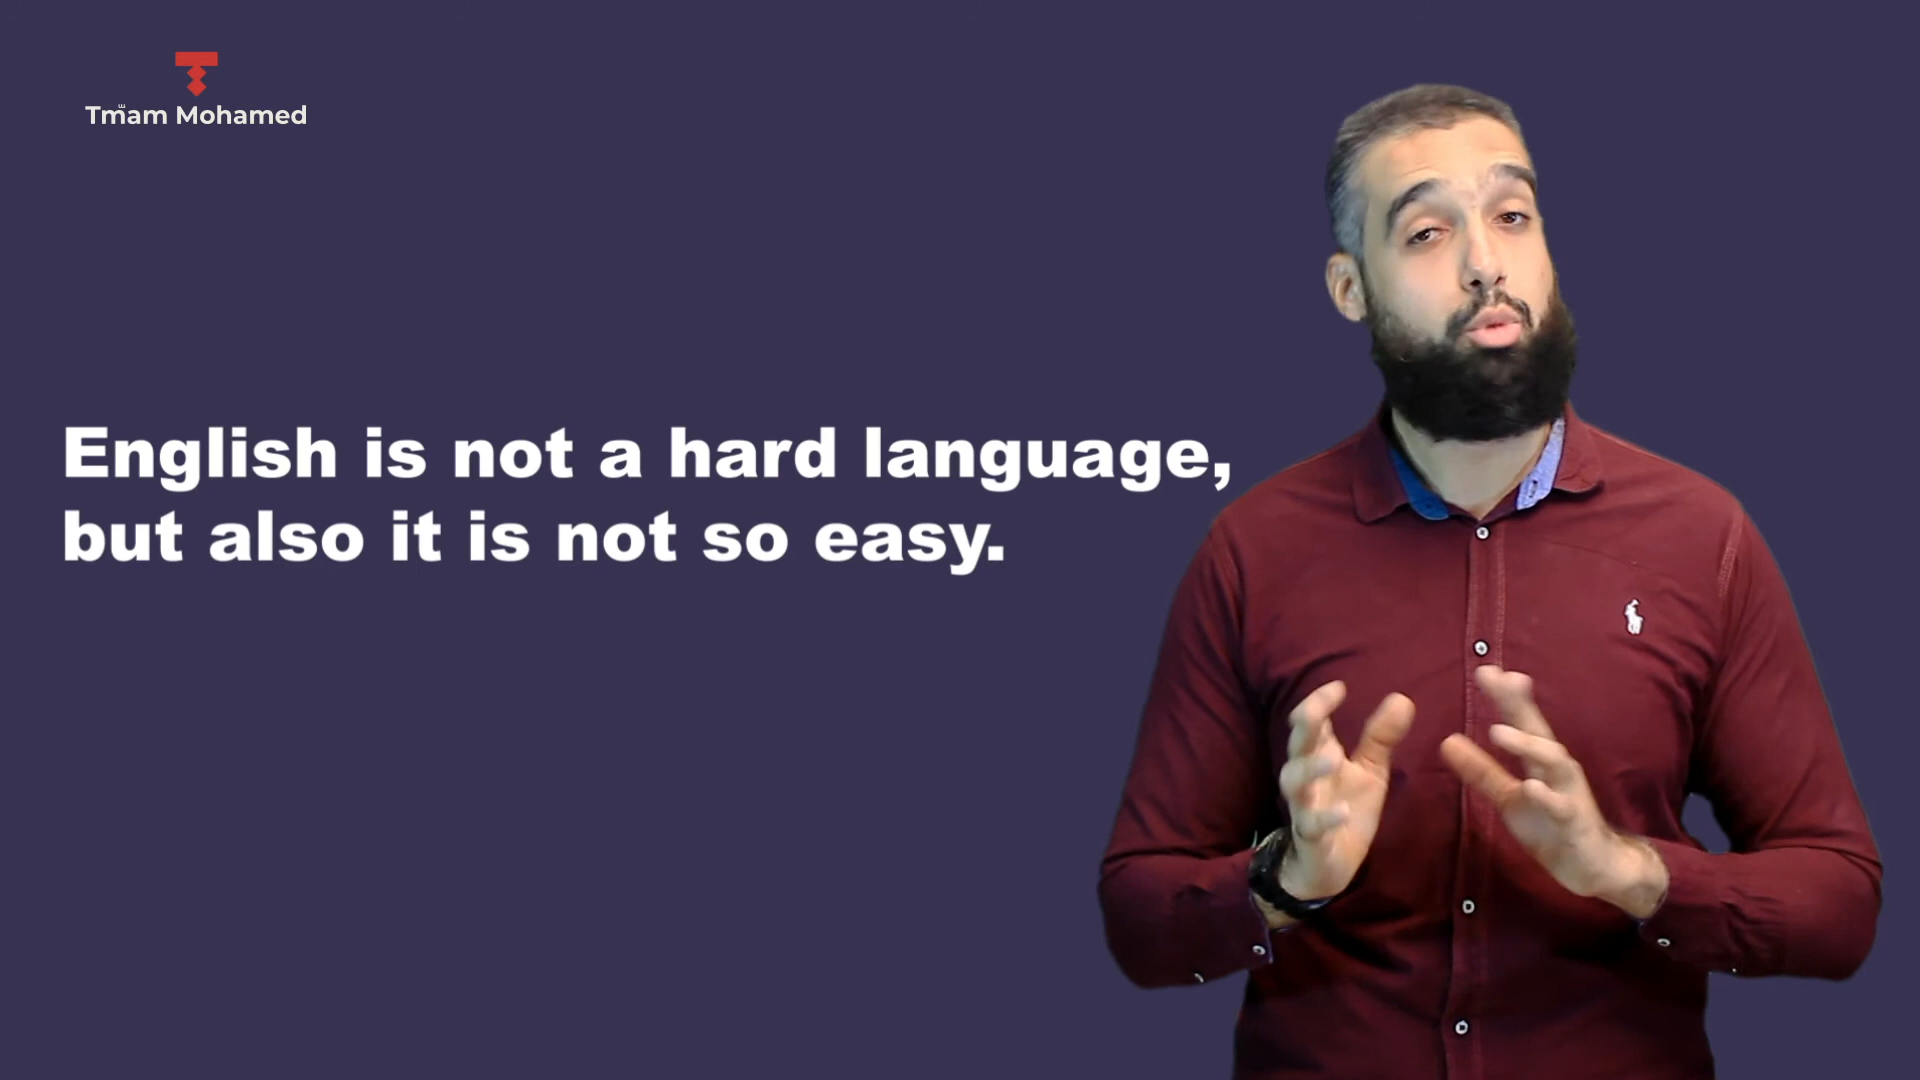 Tmam Mohamed
English is not a hard language,
but also it is not so easy.